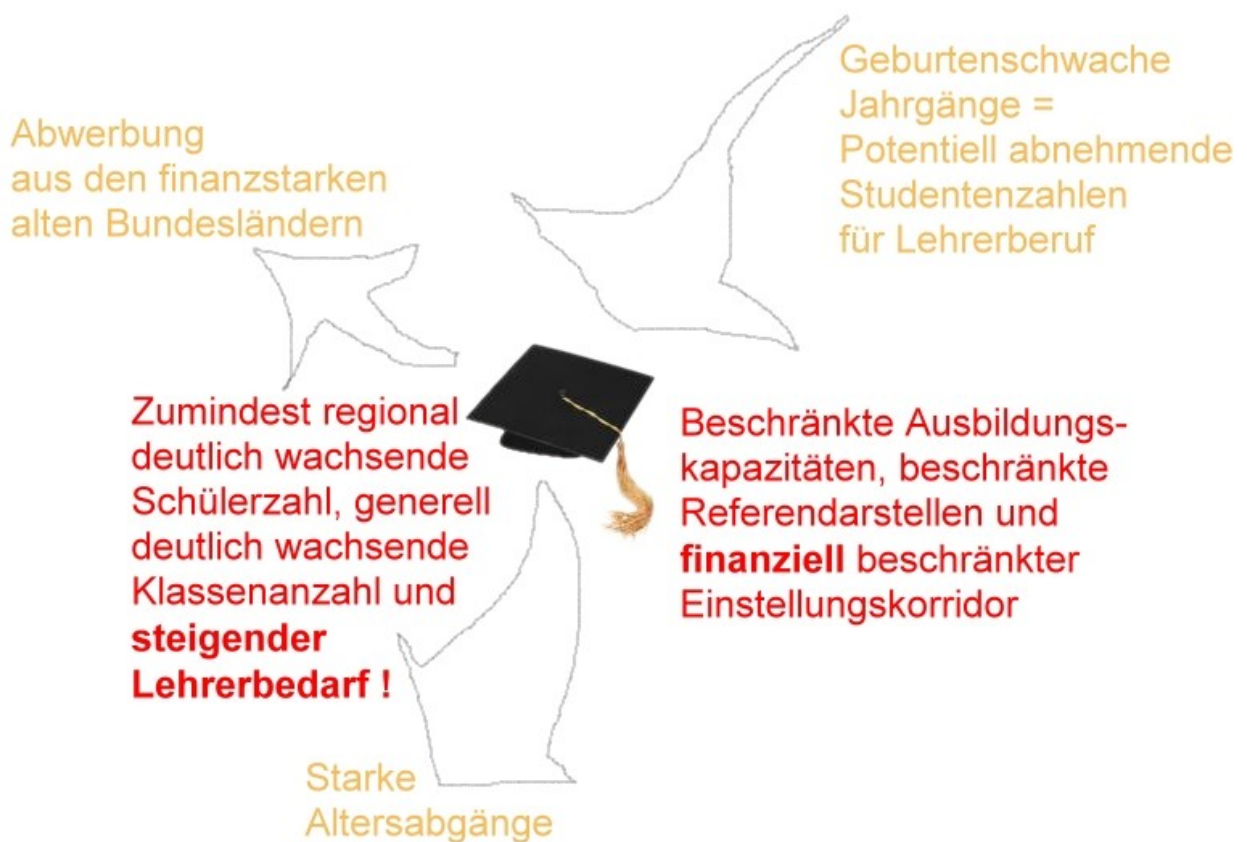 Abwerbung
aus den finanzstarken
alten Bundesländern
Geburtenschwache
Jahrgänge =
Potentiell abnehmende
Studentenzahlen
für Lehrerberuf
Zumindest regional
deutlich wachsende
Schülerzahl, generell
deutlich wachsende
Klassenanzahl und
steigender
Lehrerbedarf !
Beschränkte Ausbildungs-
kapazitäten, beschränkte
Referendarstellen und
finanziell beschränkter
Einstellungskorridor
Starke
Altersabgänge